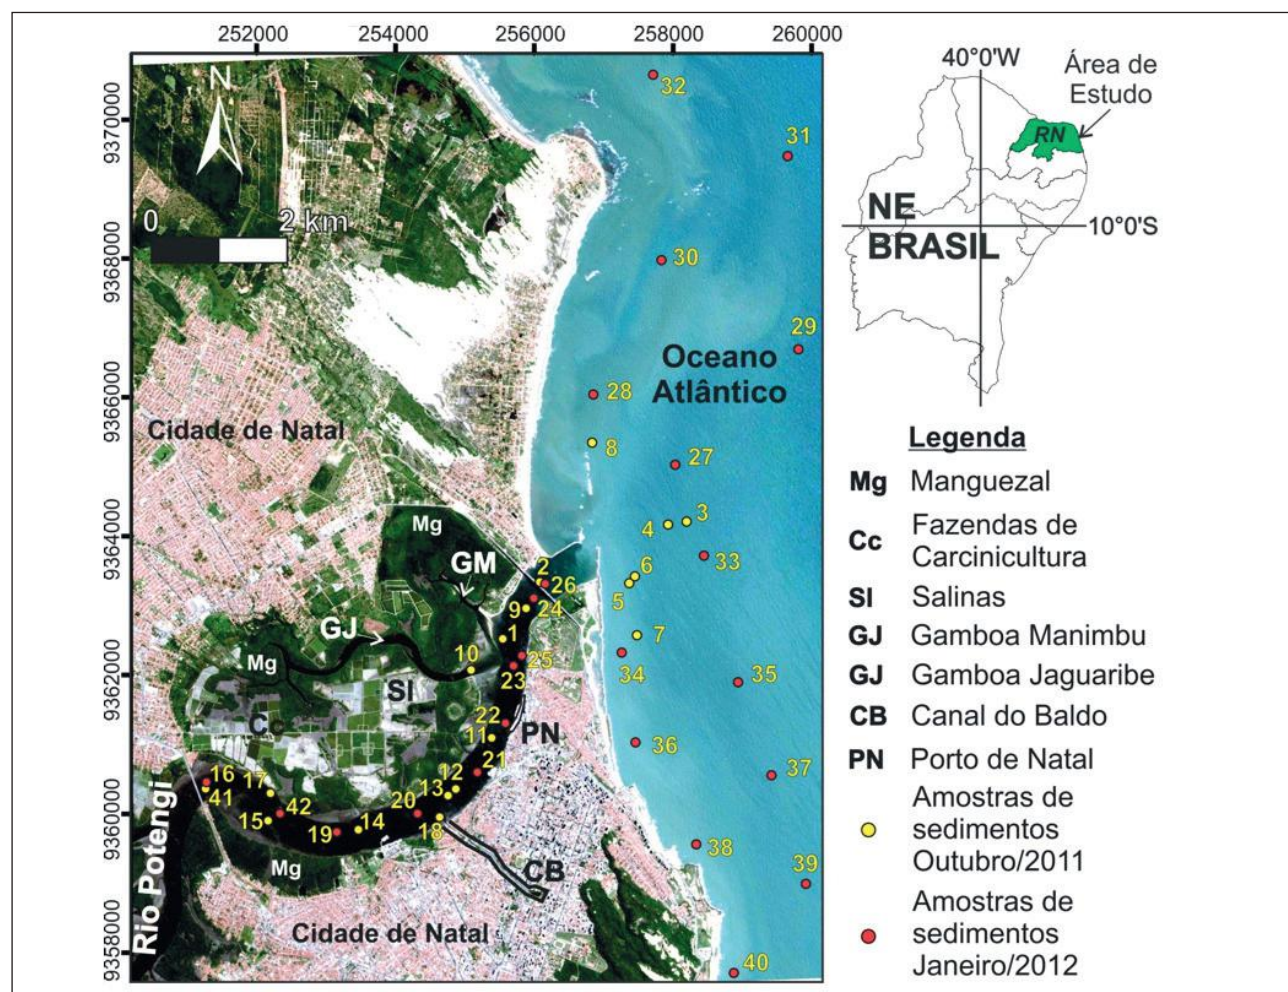 252000
254000
256000
258000
260000
9370000
9368000
9366000
9364000
9362000
9360000
9358000
N
0
2 km
32
31
30
29
Oceano
Atlântico
28
8
27
3
4
33
6
5
7
34
35
36
37
38
39
40
Cidade de Natal
Mg
GM
2
26
24
9
1
GJ
10
25
23
Mg
SI
Cc
22
11
PN
21
12
13
16
17
41
42
20
15
19
14
18
Mg
CB
Rio Potengi
Cidade de Natal
40°0'W
Área de
Estudo
RN
NE
BRASIL
10°0'S
Legenda
Mg Manguezal
Cc Fazendas de
Carcinicultura
SI Salinas
GJ Gamboa Manimbu
GJ Gamboa Jaguaribe
CB Canal do Baldo
PN Porto de Natal
Amostras de
sedimentos
Outubro/2011
Amostras de
sedimentos
Janeiro/2012